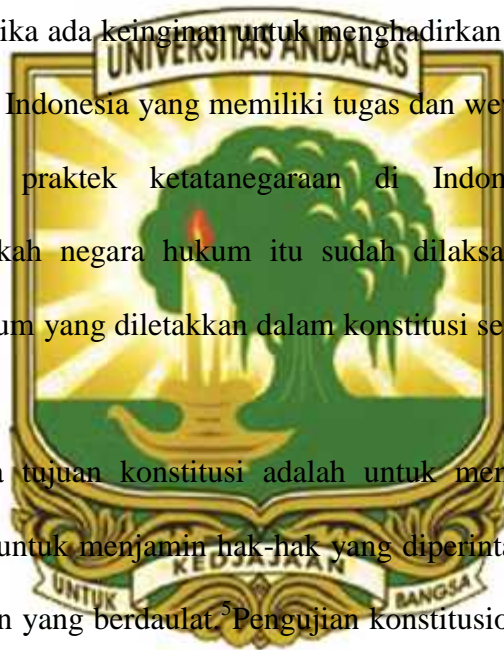 ika ada keinginan untuk menghadirkan
UNIVERSITAS ANDALAS
Indonesia yang memiliki tugas dan we
praktek ketatanegaraan di Indon
kah negara hukum itu sudah dilaksa
um yang diletakkan dalam konstitusi se
tujuan konstitusi adalah untuk men
untuk menjamin hak-hak yang diperinta
KEDJAJAAN
UNTUK BANGSA
n yang berdaulat.⁵Pengujian konstitusio